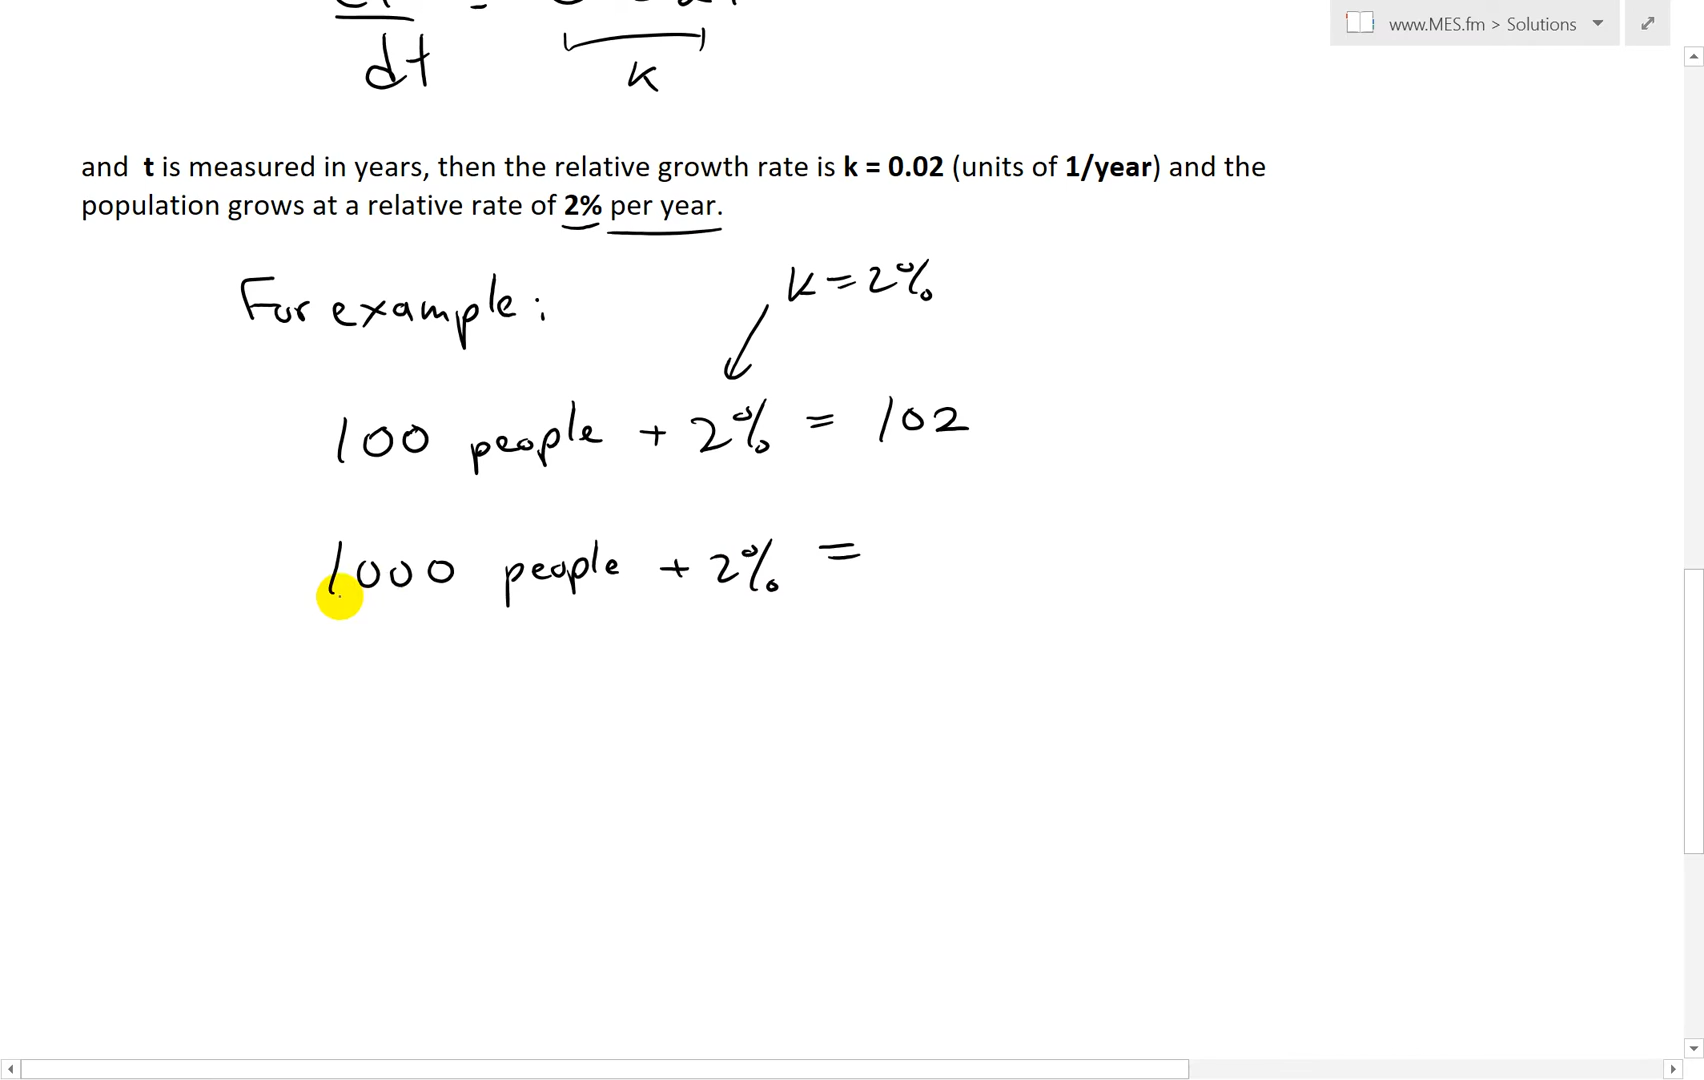 www.MES.fm > Solutions
dt
k
and t is measured in years, then the relative growth rate is k = 0.02 (units of 1/year) and the
population grows at a relative rate of 2% per year.
For example:
k = 2%
100 people + 2% = 102
1000 people + 2% =